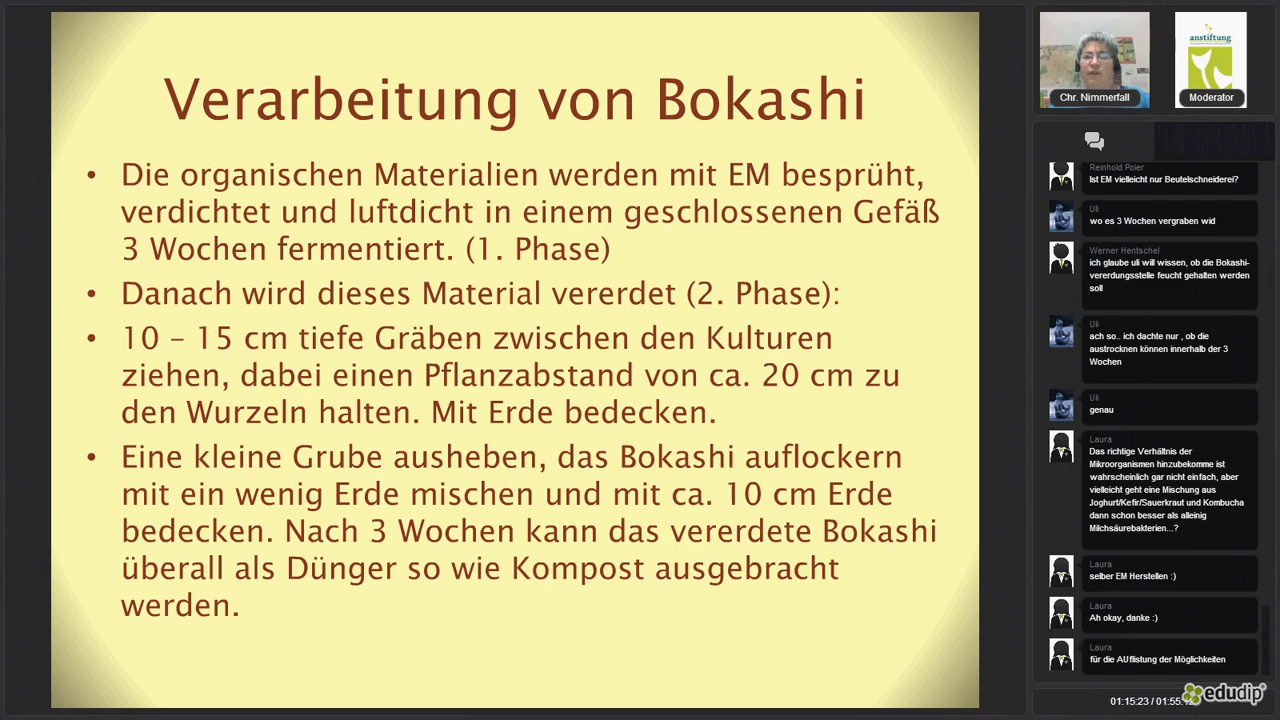 Verarbeitung von Bokashi
• Die organischen Materialien werden mit EM besprüht,
verdichtet und luftdicht in einem geschlossenen Gefäß
3 Wochen fermentiert. (1. Phase)
• Danach wird dieses Material vererdet (2. Phase):
• 10 – 15 cm tiefe Gräben zwischen den Kulturen
ziehen, dabei einen Pflanzabstand von ca. 20 cm zu
den Wurzeln halten. Mit Erde bedecken.
• Eine kleine Grube ausheben, das Bokashi auflockern
mit ein wenig Erde mischen und mit ca. 10 cm Erde
bedecken. Nach 3 Wochen kann das vererdete Bokashi
überall als Dünger so wie Kompost ausgebracht
werden.
Chr. Nimmerfall
anstiftung
Moderator
Reinhold Poier
Ist EM vielleicht nur Beutelschneiderei?
Uli
wo es 3 Wochen vergraben wid
Werner Hentschel
ich glaube uli will wissen, ob die Bokashi-
vererdungsstelle feucht gehalten werden
soll
Uli
ach so.. ich dachte nur , ob die
austrocknen können innerhalb der 3
Wochen
Uli
genau
Laura
Das richtige Verhältnis der
Mikroorganismen hinzubekomme ist
wahrscheinlich gar nicht einfach, aber
vielleicht geht eine Mischung aus
Joghurt/Kefir/Sauerkraut und Kombucha
dann schon besser als alleinig
Milchsäurebakterien...?
Laura
selber EM Herstellen :)
Laura
Ah okay, danke :)
Laura
für die AUflistung der Möglichkeiten
01:15:23 /
edudip